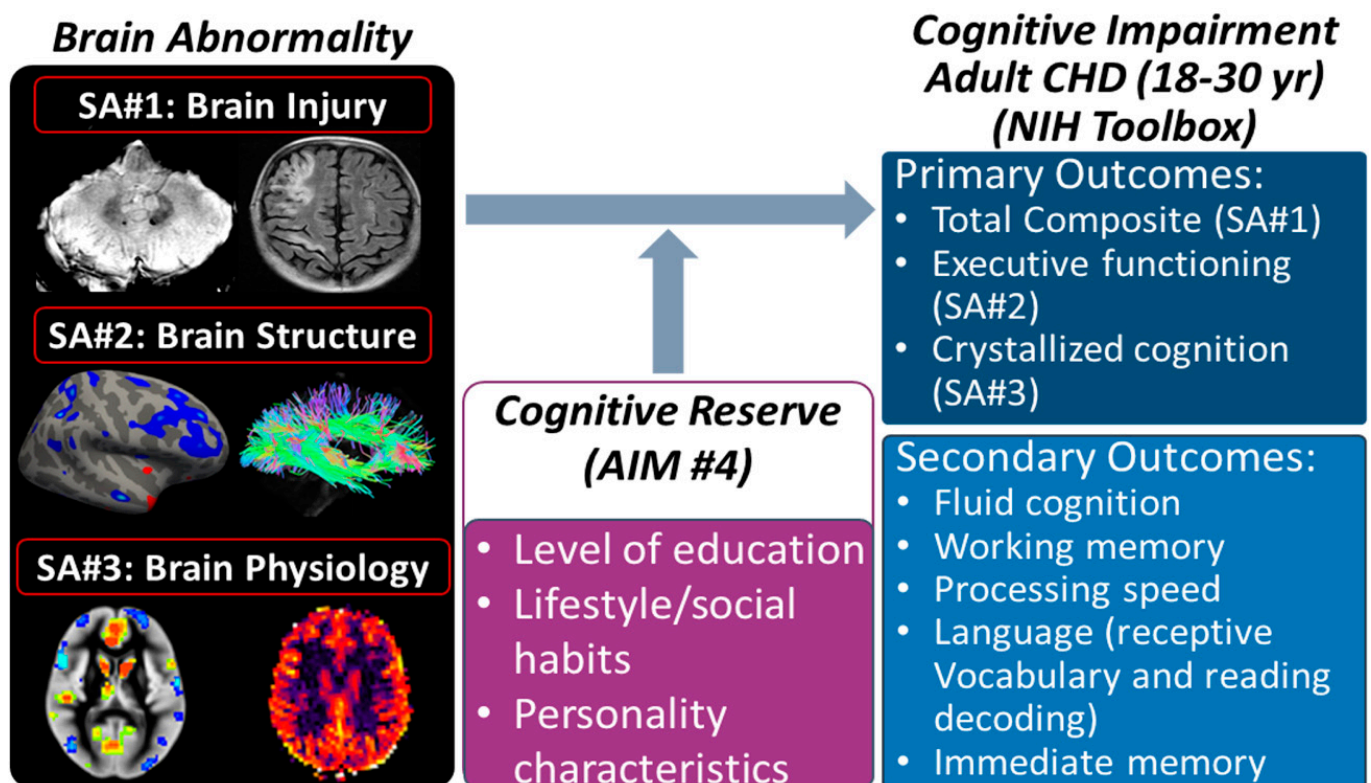 Brain Abnormality
SA#1: Brain Injury
SA#2: Brain Structure
SA#3: Brain Physiology
Cognitive Reserve
(AIM #4)
• Level of education
• Lifestyle/social
habits
• Personality
characteristics
Cognitive Impairment
Adult CHD (18-30 yr)
(NIH Toolbox)
Primary Outcomes:
• Total Composite (SA#1)
• Executive functioning
(SA#2)
• Crystallized cognition
(SA#3)
Secondary Outcomes:
• Fluid cognition
• Working memory
• Processing speed
• Language (receptive
Vocabulary and reading
decoding)
• Immediate memory